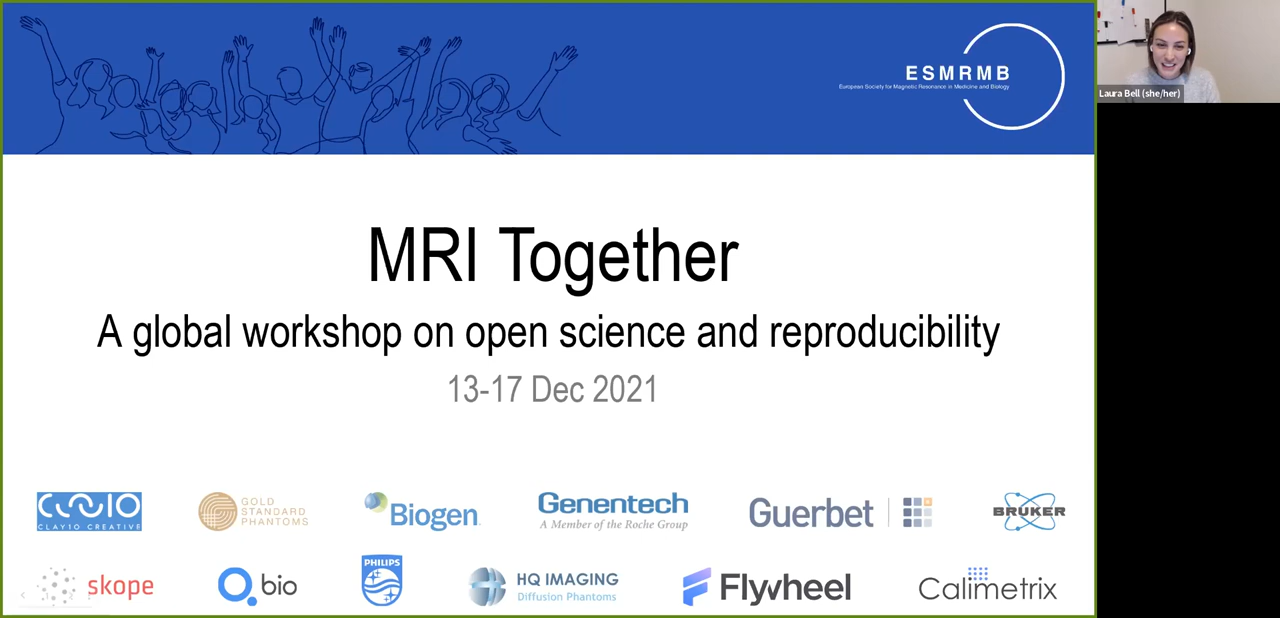 ESMRMB
European Society for Magnetic Resonance in Medicine and Biology
Laura Bell (she/her)
MRI Together
A global workshop on open science and reproducibility
13-17 Dec 2021
CLAY10 CREATIVE
GOLD
STANDARD
PHANTOMS
Biogen
Genentech
A Member of the Roche Group
Guerbet
BRUKER
skope
Q bio
PHILIPS
HQ IMAGING
Diffusion Phantoms
Flywheel
Calimetrix